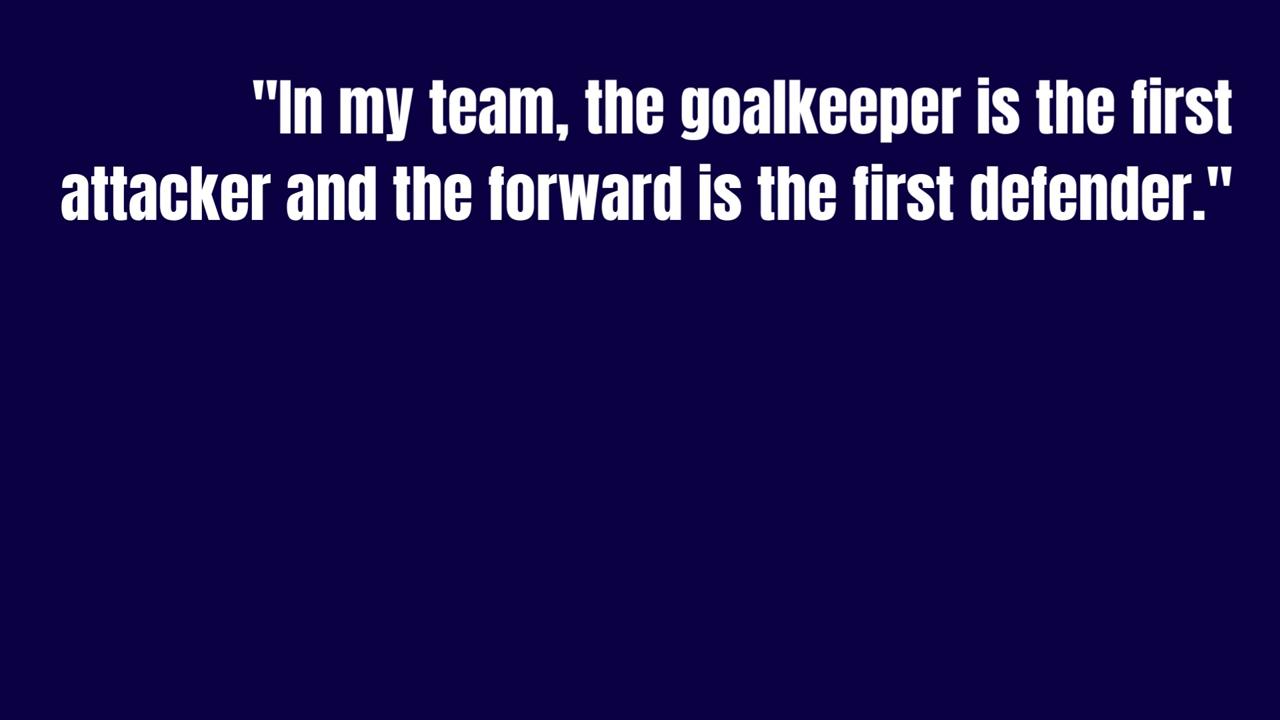 "In my team, the goalkeeper is the first
attacker and the forward is the first defender."